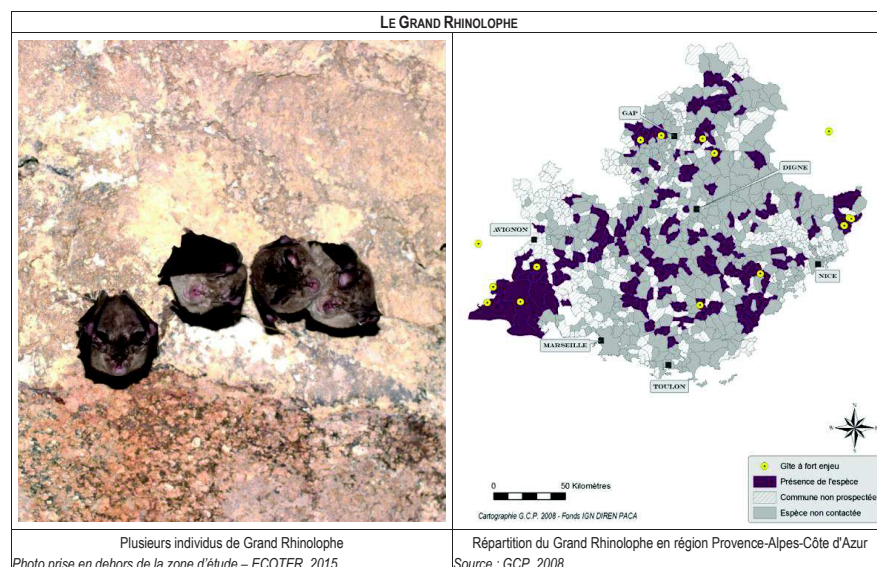 LE GRAND RHINOLOPHE
GAP
DIGNE
AVIGNON
NICE
MARSEILLE
TOULON
N
W
E
S
0 50 Kilomètres
Cartographie G.C.P. 2008 - Fonds IGN DIREN PACA
Gîte à fort enjeu
Présence de l'espèce
Commune non prospectée
Espèce non contactée
Plusieurs individus de Grand Rhinolophe
Photo prise en dehors de la zone d'étude – ECOTER, 2015
Répartition du Grand Rhinolophe en région Provence-Alpes-Côte d'Azur
Source : GCP, 2008